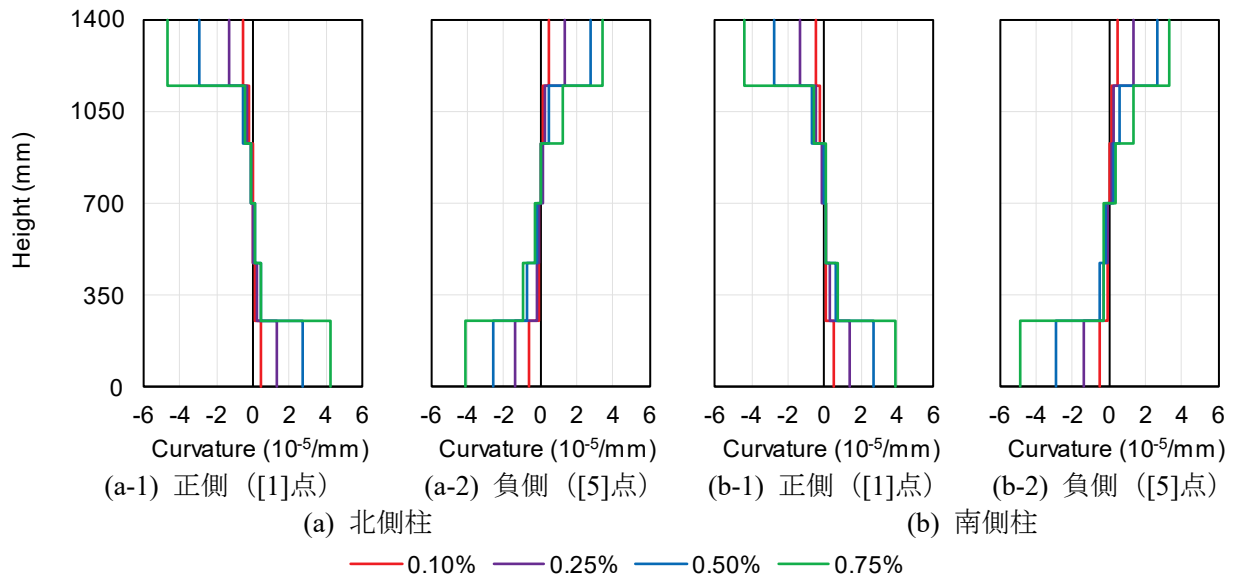 1400
1050
700
350
0
Height (mm)
-6 -4 -2 0 2 4 6
-6 -4 -2 0 2 4 6
-6 -4 -2 0 2 4 6
-6 -4 -2 0 2 4 6
Curvature (10-5/mm)
Curvature (10-5/mm)
Curvature (10-5/mm)
Curvature (10-5/mm)
(a-1) 正側([1]点)
(a-2) 負側([5]点)
(b-1) 正側([1]点)
(b-2) 負側([5]点)
(a) 北側柱
(b) 南側柱
0.10% 0.25% 0.50% 0.75%